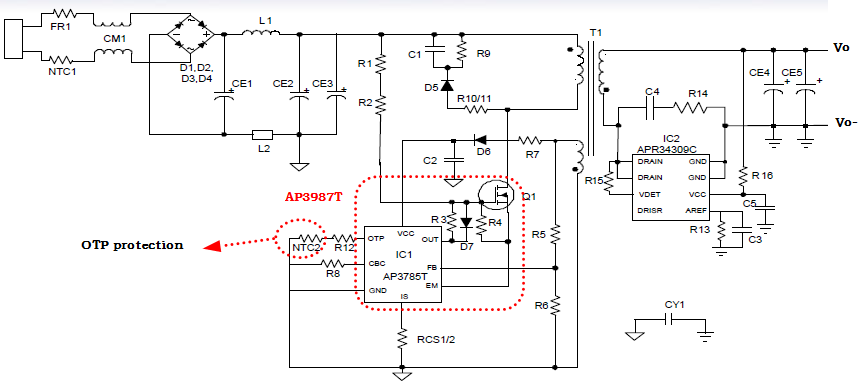 FR1
CM1
NTC1
D1,D2,
D3,D4
L1
CE1
CE2
CE3
L2
R1
R2
C1
R9
D5
R10/11
T1
Vo
Vo-
CE4
CE5
C4
R14
IC2
APR34309C
DRAIN
GND
DRAIN
GND
VDET
VCC
DRISR
AREF
R15
R16
C5
R13
C3
C2
D6
R7
AP3987T
Q1
OTP protection
NTC2
R12
R8
OTP
VCC
OUT
IC1
CBC
AP3785T
FB
GND
EM
IS
R3
D7
R4
R5
R6
RCS1/2
CY1